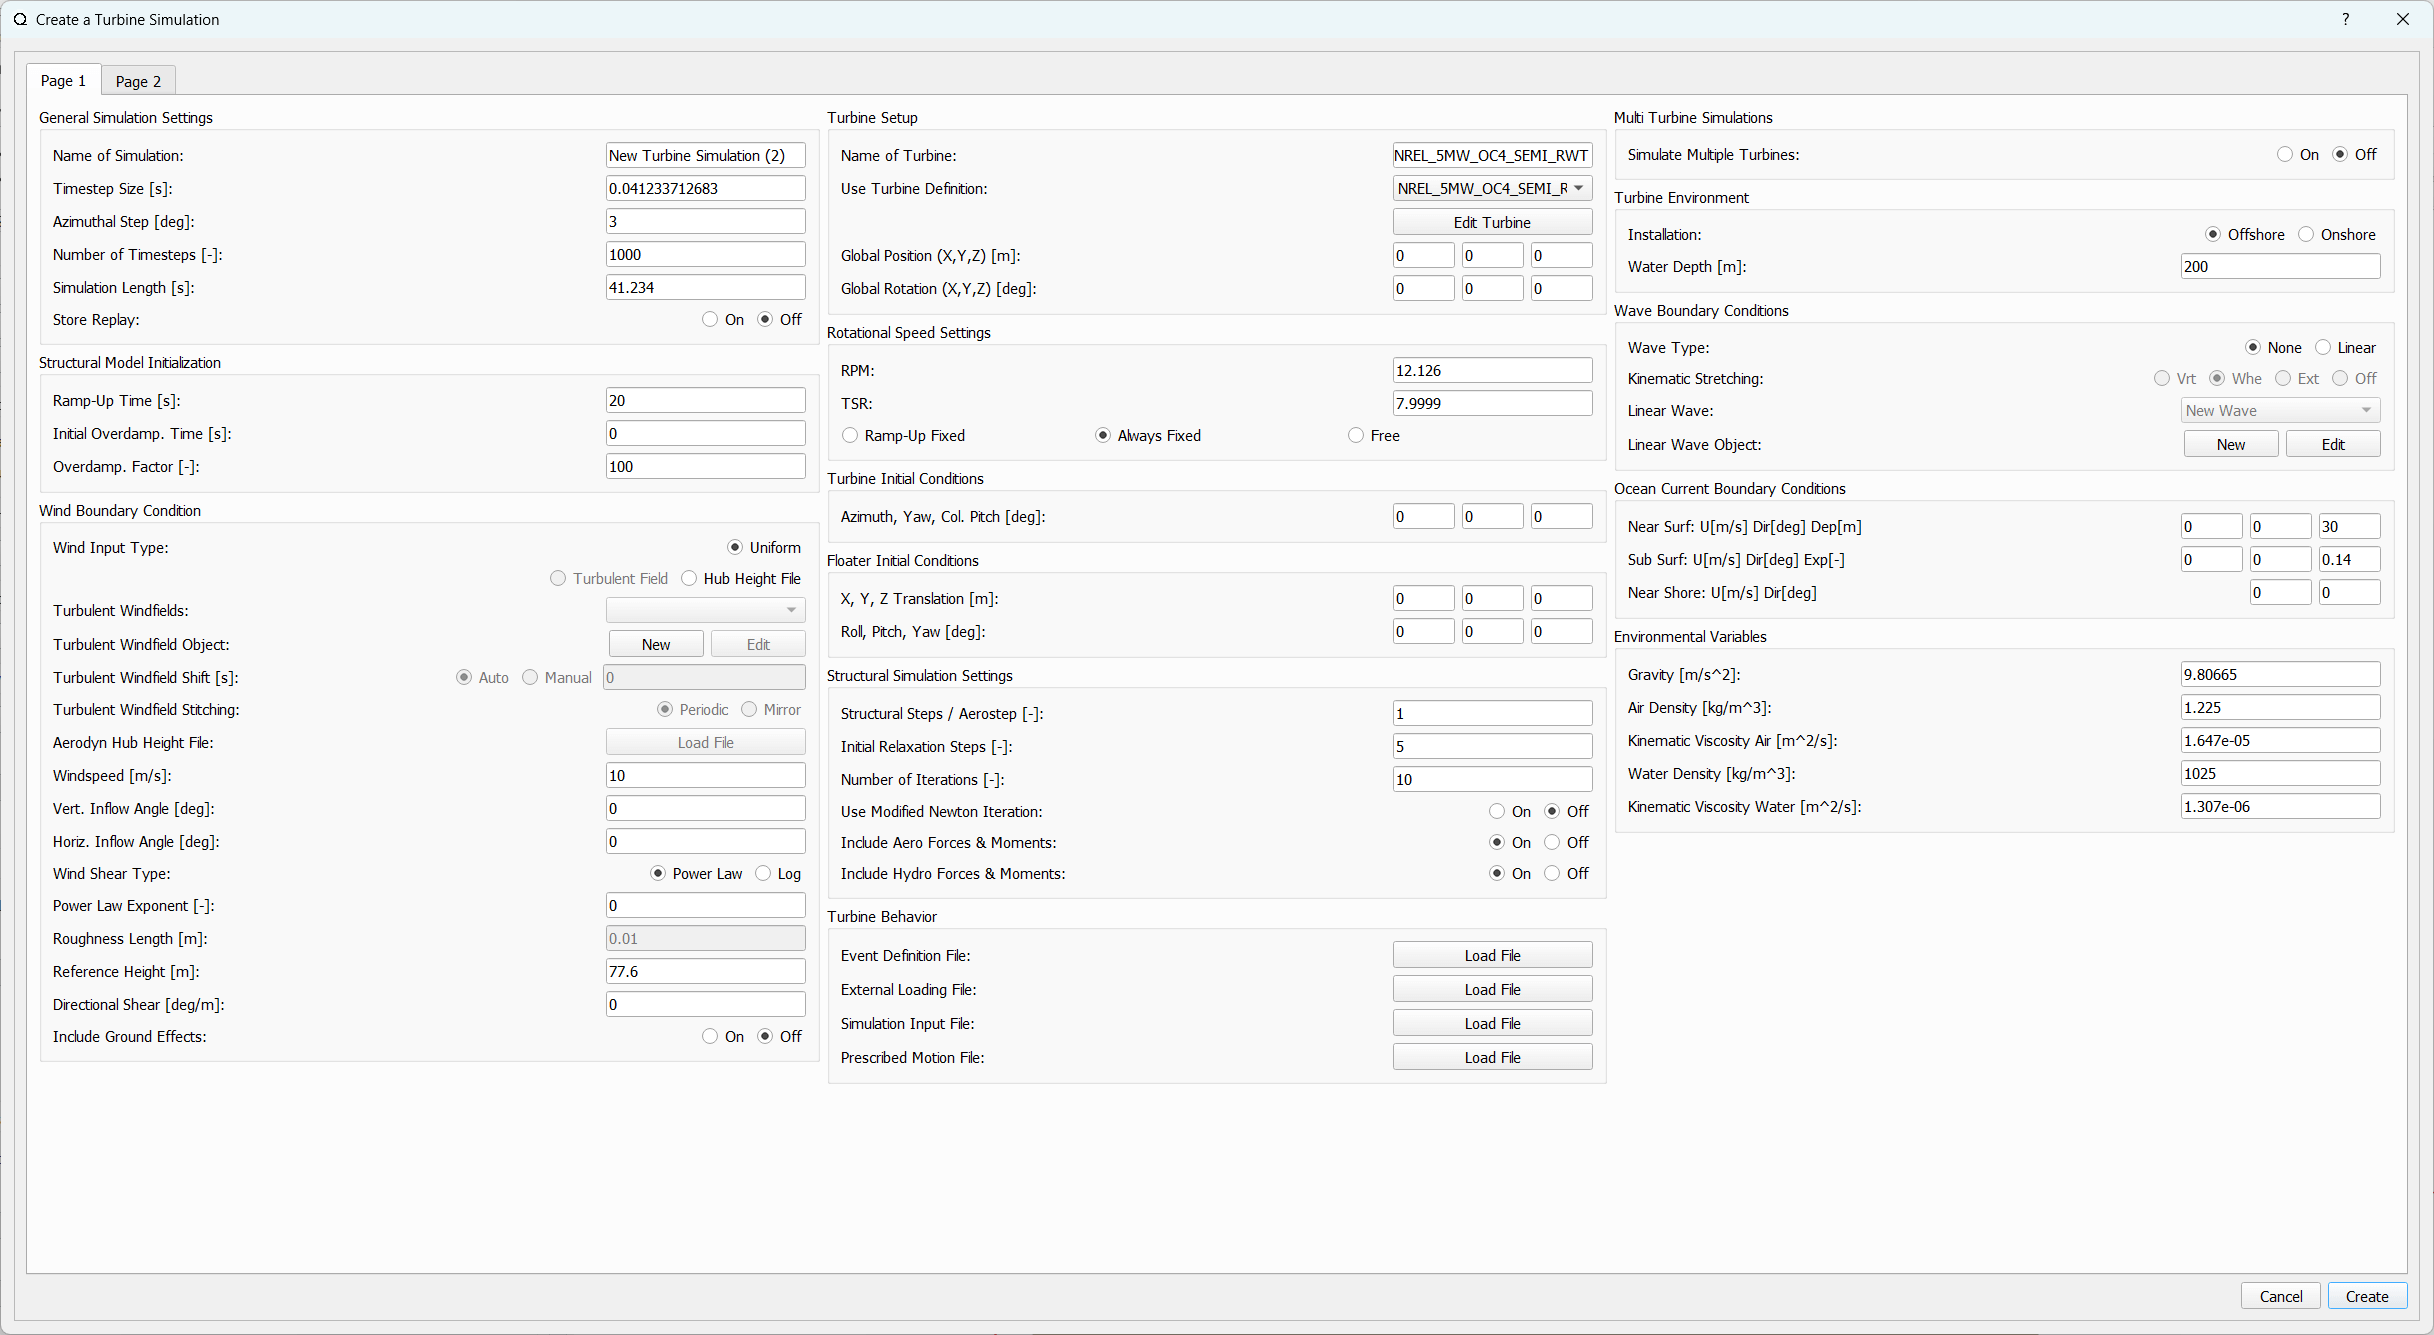 Create a Turbine Simulation
?
Page 1
Page 2
General Simulation Settings
Name of Simulation: New Turbine Simulation (2)
Timestep Size [s]: 0.041233712683
Azimuthal Step [deg]: 3
Number of Timesteps [-]: 1000
Simulation Length [s]: 41.234
Store Replay: On Off
Structural Model Initialization
Ramp-Up Time [s]: 20
Initial Overdamp. Time [s]: 0
Overdamp. Factor [-]: 100
Wind Boundary Condition
Wind Input Type: Uniform
Turbulent Field Hub Height File
Turbulent Windfields:
Turbulent Windfield Object: New Edit
Turbulent Windfield Shift [s]: Auto Manual 0
Turbulent Windfield Stitching: Periodic Mirror
Aerodyn Hub Height File: Load File
Windspeed [m/s]: 10
Vert. Inflow Angle [deg]: 0
Horiz. Inflow Angle [deg]: 0
Wind Shear Type: Power Law Log
Power Law Exponent [-]: 0
Roughness Length [m]: 0.01
Reference Height [m]: 77.6
Directional Shear [deg/m]: 0
Include Ground Effects: On Off
Turbine Setup
Name of Turbine: NREL_5MW_OC4_SEMI_RWT
Use Turbine Definition: NREL_5MW_OC4_SEMI_R
Edit Turbine
Global Position (X,Y,Z) [m]: 0 0 0
Global Rotation (X,Y,Z) [deg]: 0 0 0
Rotational Speed Settings
RPM: 12.126
TSR: 7.9999
Ramp-Up Fixed Always Fixed Free
Turbine Initial Conditions
Azimuth, Yaw, Col. Pitch [deg]: 0 0 0
Floater Initial Conditions
X, Y, Z Translation [m]: 0 0 0
Roll, Pitch, Yaw [deg]: 0 0 0
Structural Simulation Settings
Structural Steps / Aerostep [-]: 1
Initial Relaxation Steps [-]: 5
Number of Iterations [-]: 10
Use Modified Newton Iteration: On Off
Include Aero Forces & Moments: On Off
Include Hydro Forces & Moments: On Off
Turbine Behavior
Event Definition File: Load File
External Loading File: Load File
Simulation Input File: Load File
Prescribed Motion File: Load File
Multi Turbine Simulations
Simulate Multiple Turbines: On Off
Turbine Environment
Installation: Offshore Onshore
Water Depth [m]: 200
Wave Boundary Conditions
Wave Type: None Linear
Kinematic Stretching: Vrt Whe Ext Off
Linear Wave: New Wave
Linear Wave Object: New Edit
Ocean Current Boundary Conditions
Near Surf: U[m/s] Dir[deg] Dep[m] 0 0 30
Sub Surf: U[m/s] Dir[deg] Exp[-] 0 0 0.14
Near Shore: U[m/s] Dir[deg] 0 0
Environmental Variables
Gravity [m/s^2]: 9.80665
Air Density [kg/m^3]: 1.225
Kinematic Viscosity Air [m^2/s]: 1.647e-05
Water Density [kg/m^3]: 1025
Kinematic Viscosity Water [m^2/s]: 1.307e-06
Cancel
Create